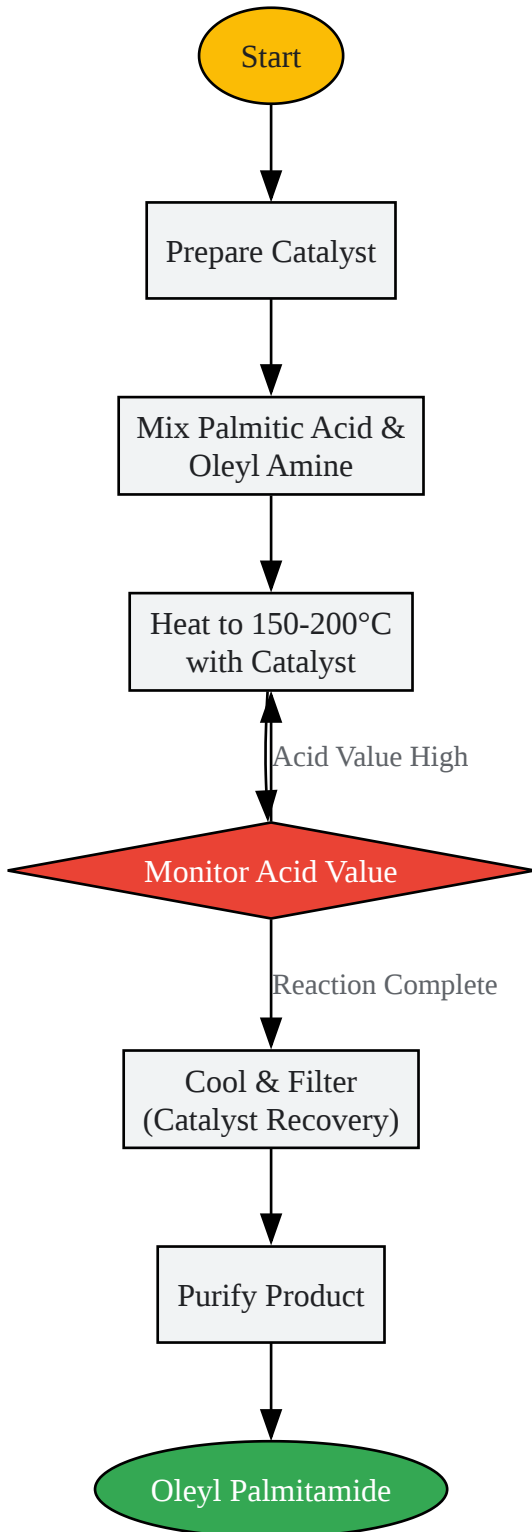 Start
Prepare Catalyst
Mix Palmitic Acid &
Oleyl Amine
Heat to 150-200°C
with Catalyst
Acid Value High
Monitor Acid Value
Reaction Complete
Cool & Filter
(Catalyst Recovery)
Purify Product
Oleyl Palmitamide